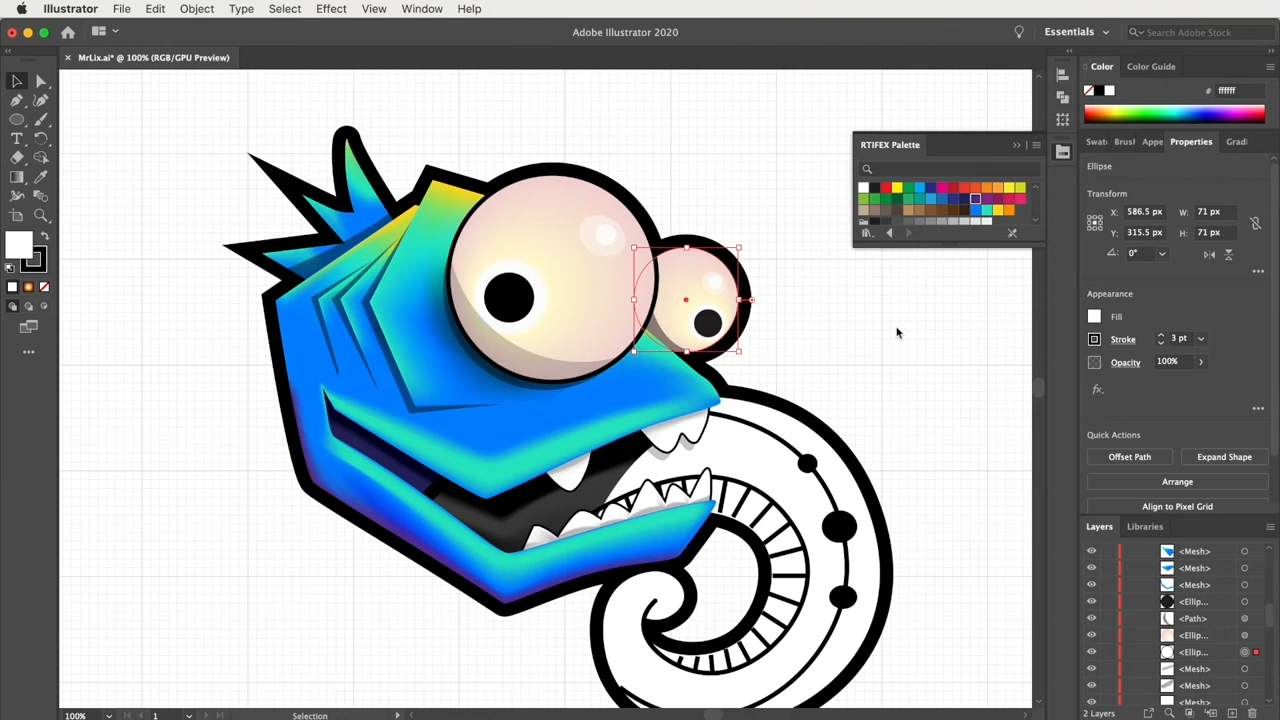 Illustrator File Edit Object Type Select Effect View Window Help
Adobe Illustrator 2020
Essentials
Search Adobe Stock
MrLix.ai* @ 100% (RGB/GPU Preview)
Color Color Guide
# ffffff
RTIFEX Palette
Swat Brusl Appe Properties Gradi
Ellipse
Transform
X: 586.5 px W: 71 px
Y: 315.5 px H: 71 px
0°
Appearance
Fill
Stroke 3 pt
Opacity 100%
fx.
Quick Actions
Offset Path Expand Shape
Arrange
Align to Pixel Grid
Layers Libraries
<Mesh>
<Mesh>
<Mesh>
<Ellip...
<Path>
<Ellip...
<Ellip...
<Mesh>
<Mesh>
2 Layers
100% 1 Selection